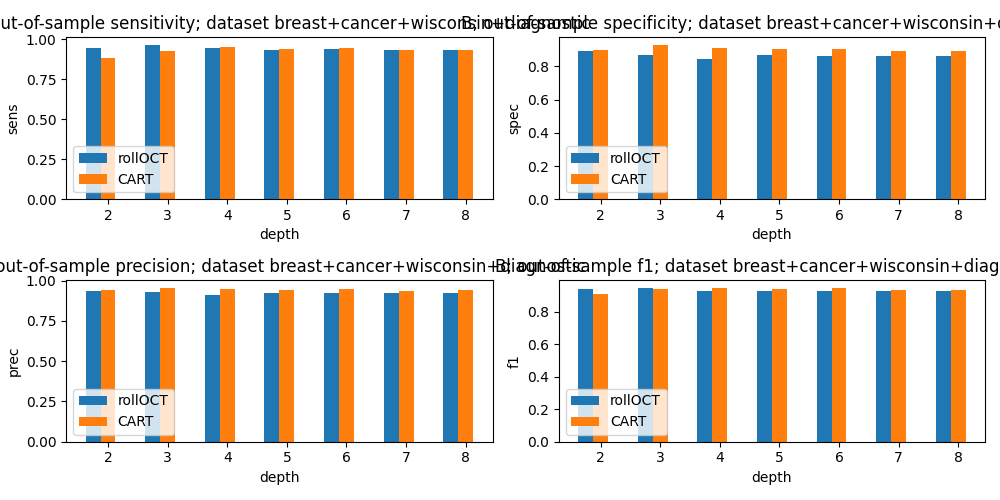 out-of-sample sensitivity; dataset breast+cancer+wisconsin+diagnostic
B; out-of-sample specificity; dataset breast+cancer+wisconsin+d
1.00
0.75
0.50
0.25
0.00
sens
rollOCT
CART
2 3 4 5 6 7 8
depth
0.8
0.6
0.4
0.2
0.0
spec
rollOCT
CART
2 3 4 5 6 7 8
depth
out-of-sample precision; dataset breast+cancer+wisconsin+diagnostic
B; out-of-sample f1; dataset breast+cancer+wisconsin+diag
1.00
0.75
0.50
0.25
0.00
prec
rollOCT
CART
2 3 4 5 6 7 8
depth
0.8
0.6
0.4
0.2
0.0
f1
rollOCT
CART
2 3 4 5 6 7 8
depth